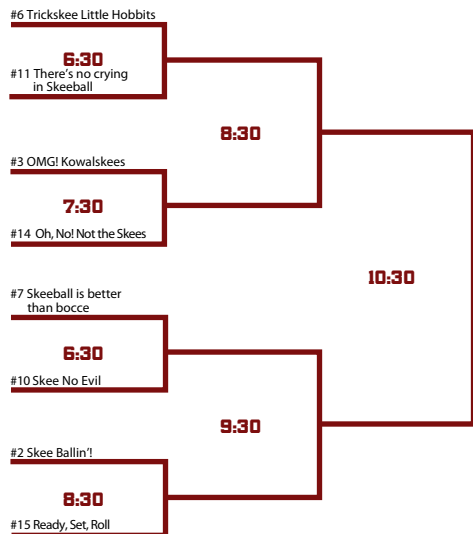 #6 Trickskee Little Hobbits
6:30
#11 There's no crying
in Skeeball
8:30
#3 OMG! Kowalskees
7:30
#14 Oh, No! Not the Skees
10:30
#7 Skeeball is better
than bocce
6:30
#10 Skee No Evil
9:30
#2 Skee Ballin'!
8:30
#15 Ready, Set, Roll